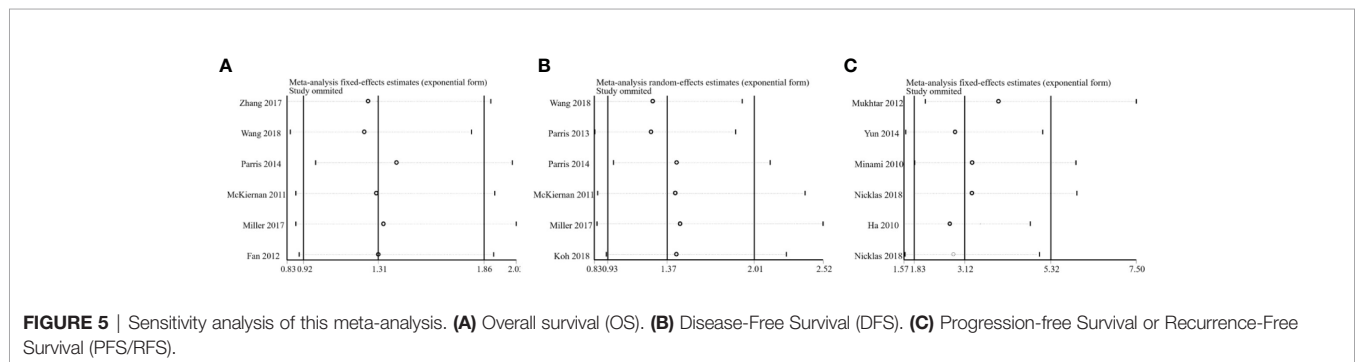 A
Meta-analysis fixed-effects estimates (exponential form)
Study ommited
Zhang 2017
Wang 2018
Parris 2014
McKiernan 2011
Miller 2017
Fan 2012
0.83 0.92 1.31 1.86 2.0
B
Meta-analysis random-effects estimates (exponential form)
Study ommited
Wang 2018
Parris 2013
Parris 2014
McKiernan 2011
Miller 2017
Koh 2018
0.83 0.93 1.37 2.01 2.52
C
Meta-analysis fixed-effects estimates (exponential form)
Study ommited
Mukhtar 2012
Yun 2014
Minami 2010
Nicklas 2018
Ha 2010
Nicklas 2018
1.57 1.83 3.12 5.32 7.50
FIGURE 5 | Sensitivity analysis of this meta-analysis. (A) Overall survival (OS). (B) Disease-Free Survival (DFS). (C) Progression-free Survival or Recurrence-Free
Survival (PFS/RFS).